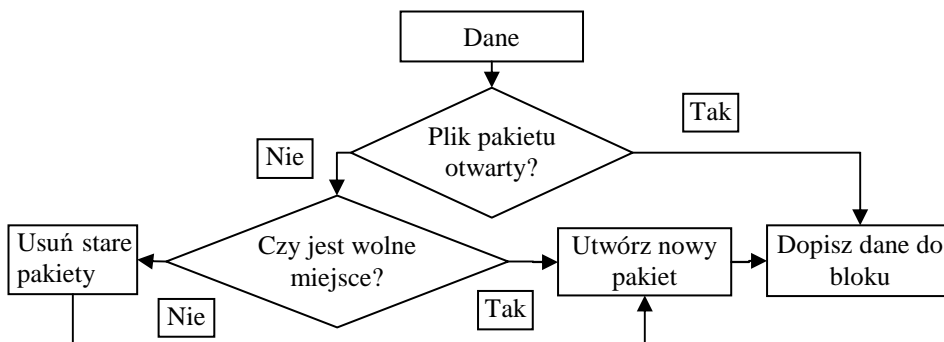 Dane
Tak
Plik pakietu
otwarty?
Nie
Usuń stare
pakiety
Czy jest wolne
miejsce?
Utwórz nowy
pakiet
Dopisz dane do
bloku
Nie
Tak